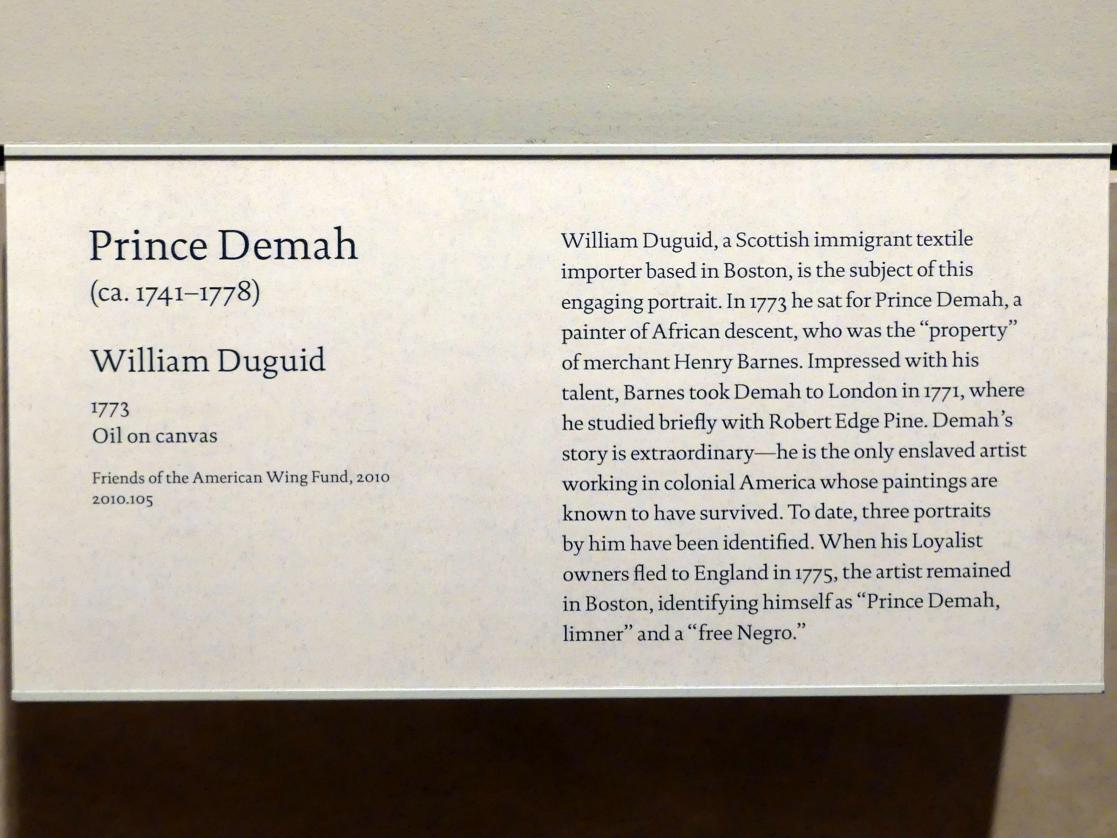 Prince Demah
(ca. 1741–1778)
William Duguid
1773
Oil on canvas
Friends of the American Wing Fund, 2010
2010.105
William Duguid, a Scottish immigrant textile
importer based in Boston, is the subject of this
engaging portrait. In 1773 he sat for Prince Demah, a
painter of African descent, who was the “property”
of merchant Henry Barnes. Impressed with his
talent, Barnes took Demah to London in 1771, where
he studied briefly with Robert Edge Pine. Demah’s
story is extraordinary—he is the only enslaved artist
working in colonial America whose paintings are
known to have survived. To date, three portraits
by him have been identified. When his Loyalist
owners fled to England in 1775, the artist remained
in Boston, identifying himself as “Prince Demah,
limner” and a “free Negro.”